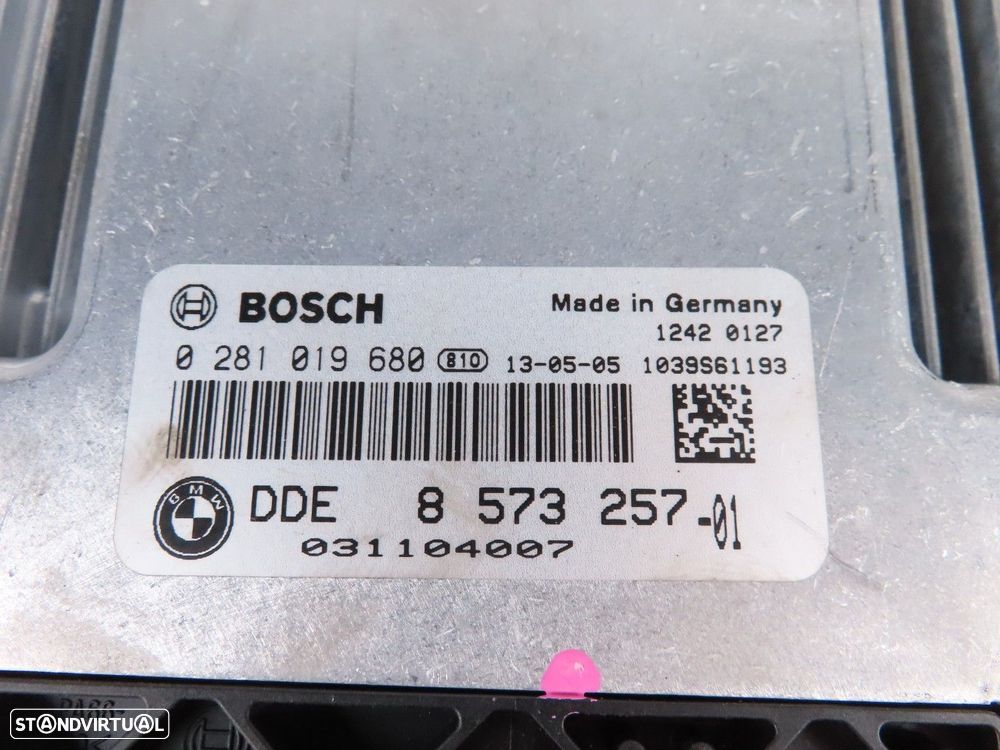 BOSCH
Made in Germany
1242 0127
0 281 019 680 810 13-05-05 1039S61193
BMW
DDE 8 573 257-01
031104007
STANDVIRTUAL